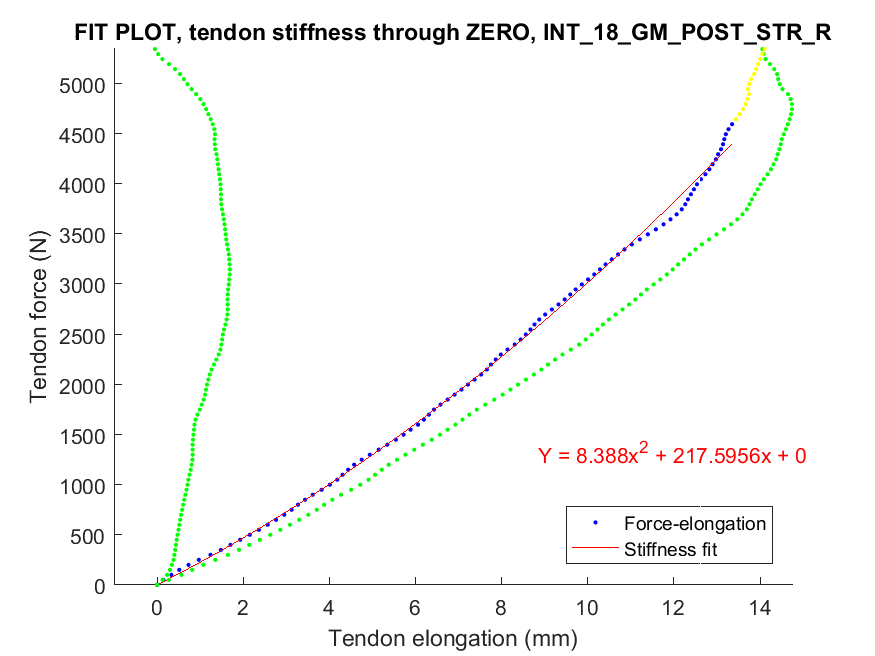 FIT PLOT, tendon stiffness through ZERO, INT_18_GM_POST_STR_R
5000
4500
4000
3500
3000
2500
2000
1500
1000
500
0
Tendon force (N)
Y = 8.388x² + 217.5956x + 0
Force-elongation
Stiffness fit
0 2 4 6 8 10 12 14
Tendon elongation (mm)